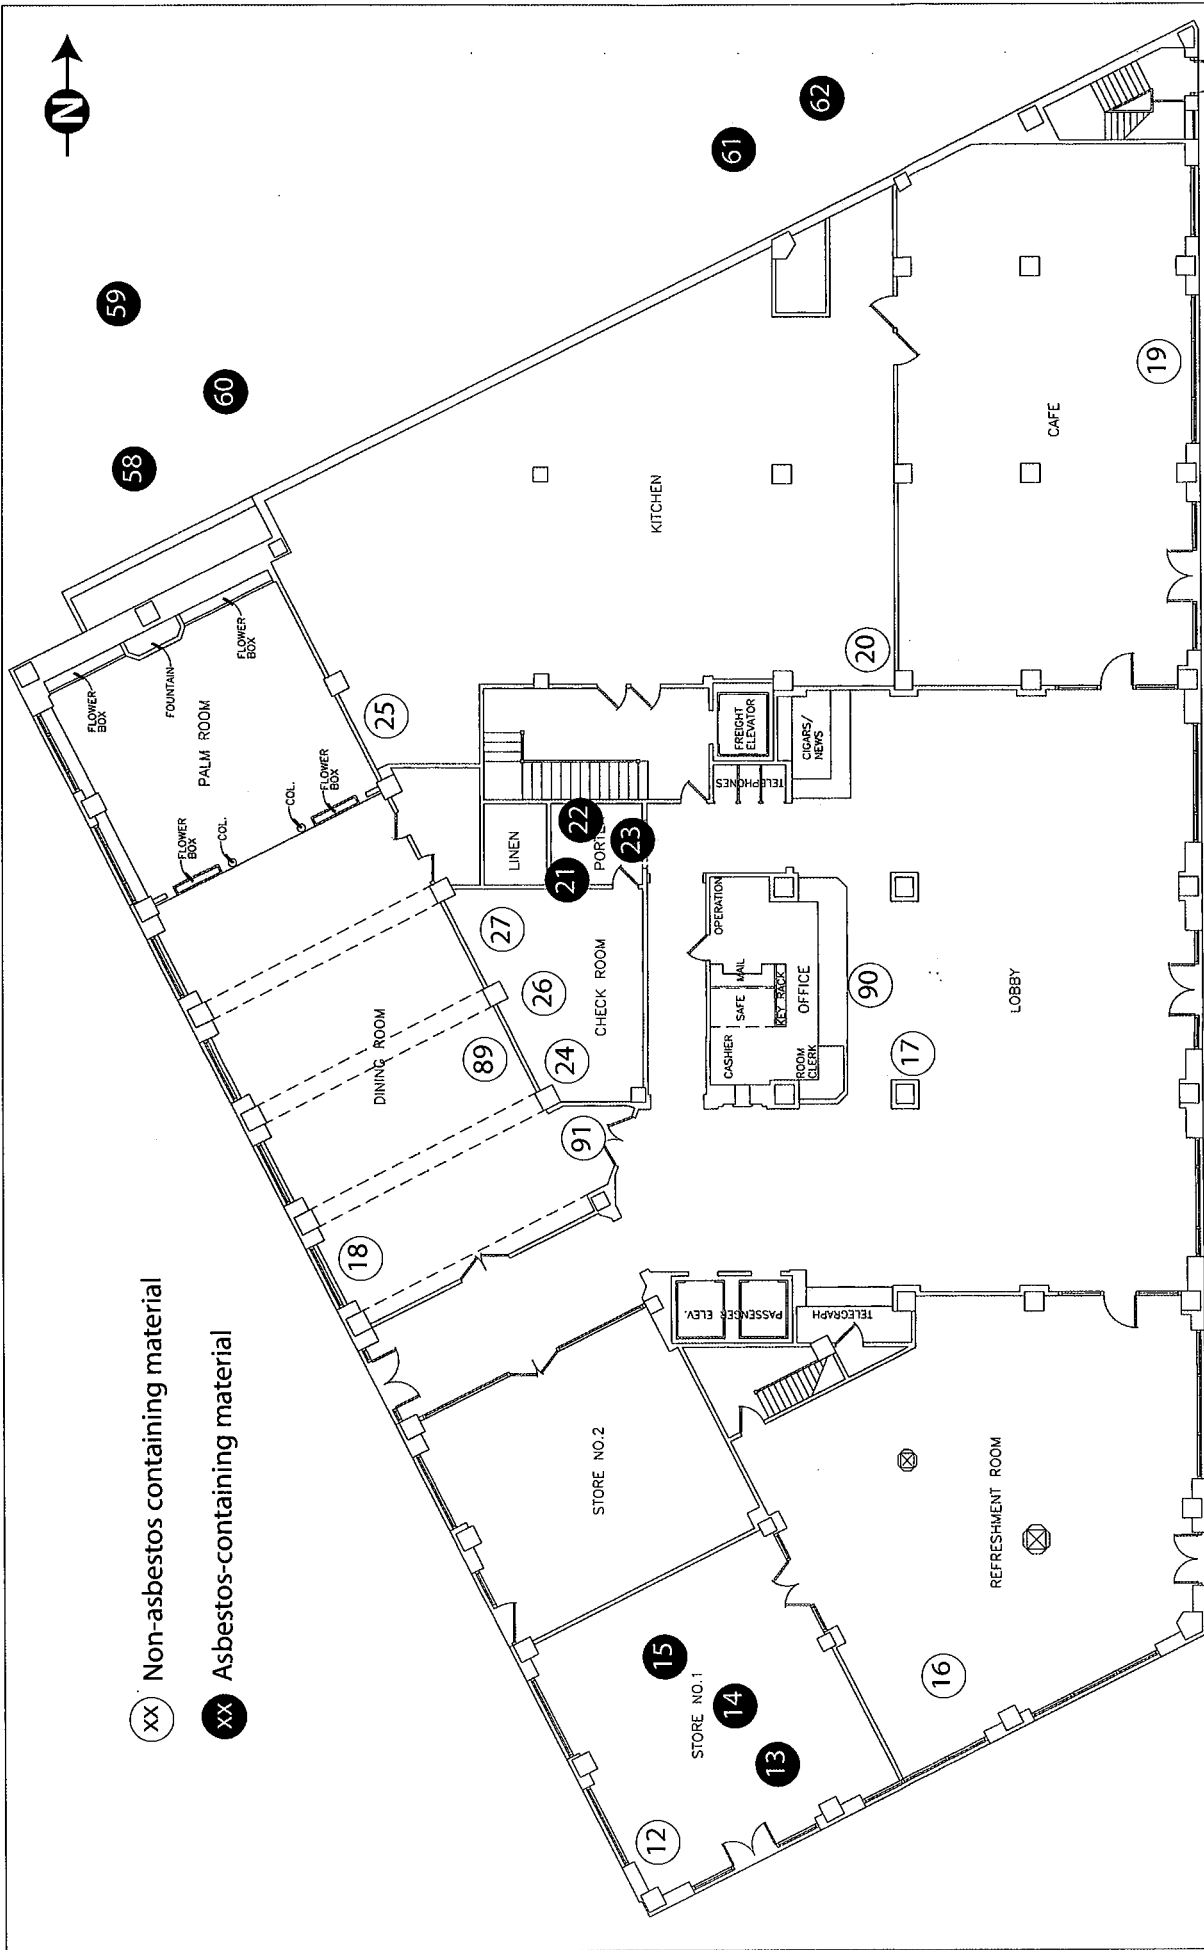 N
XX Non-asbestos containing material
XX Asbestos-containing material
59
60
58
61
62
FLOWER
BOX
FOUNTAIN
FLOWER
BOX
PALM ROOM
FLOWER
BOX
COL.
COL.
FLOWER
BOX
25
KITCHEN
20
CAFE
19
LINEN
22
21
23
FREIGHT
ELEVATOR
TELEPHONES
CIGARS/
NEWS
DINING ROOM
18
89
91
27
26
24
CHECK ROOM
OPERATION
MAIL
SAFE
KEY RACK
OFFICE
CASHIER
ROOM
CLERK
90
17
LOBBY
PASSENGER ELEV.
TELEGRAPH
STORE NO.2
REFRESHMENT ROOM
16
STORE NO.1
15
14
13
12